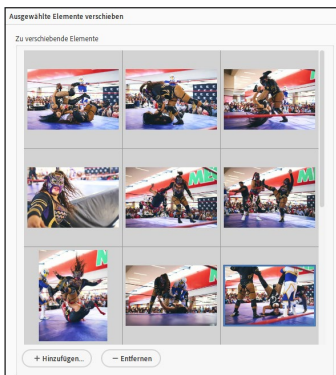 Ausgewählte Elemente verschieben
Zu verschiebende Elemente
+ Hinzufügen...
− Entfernen